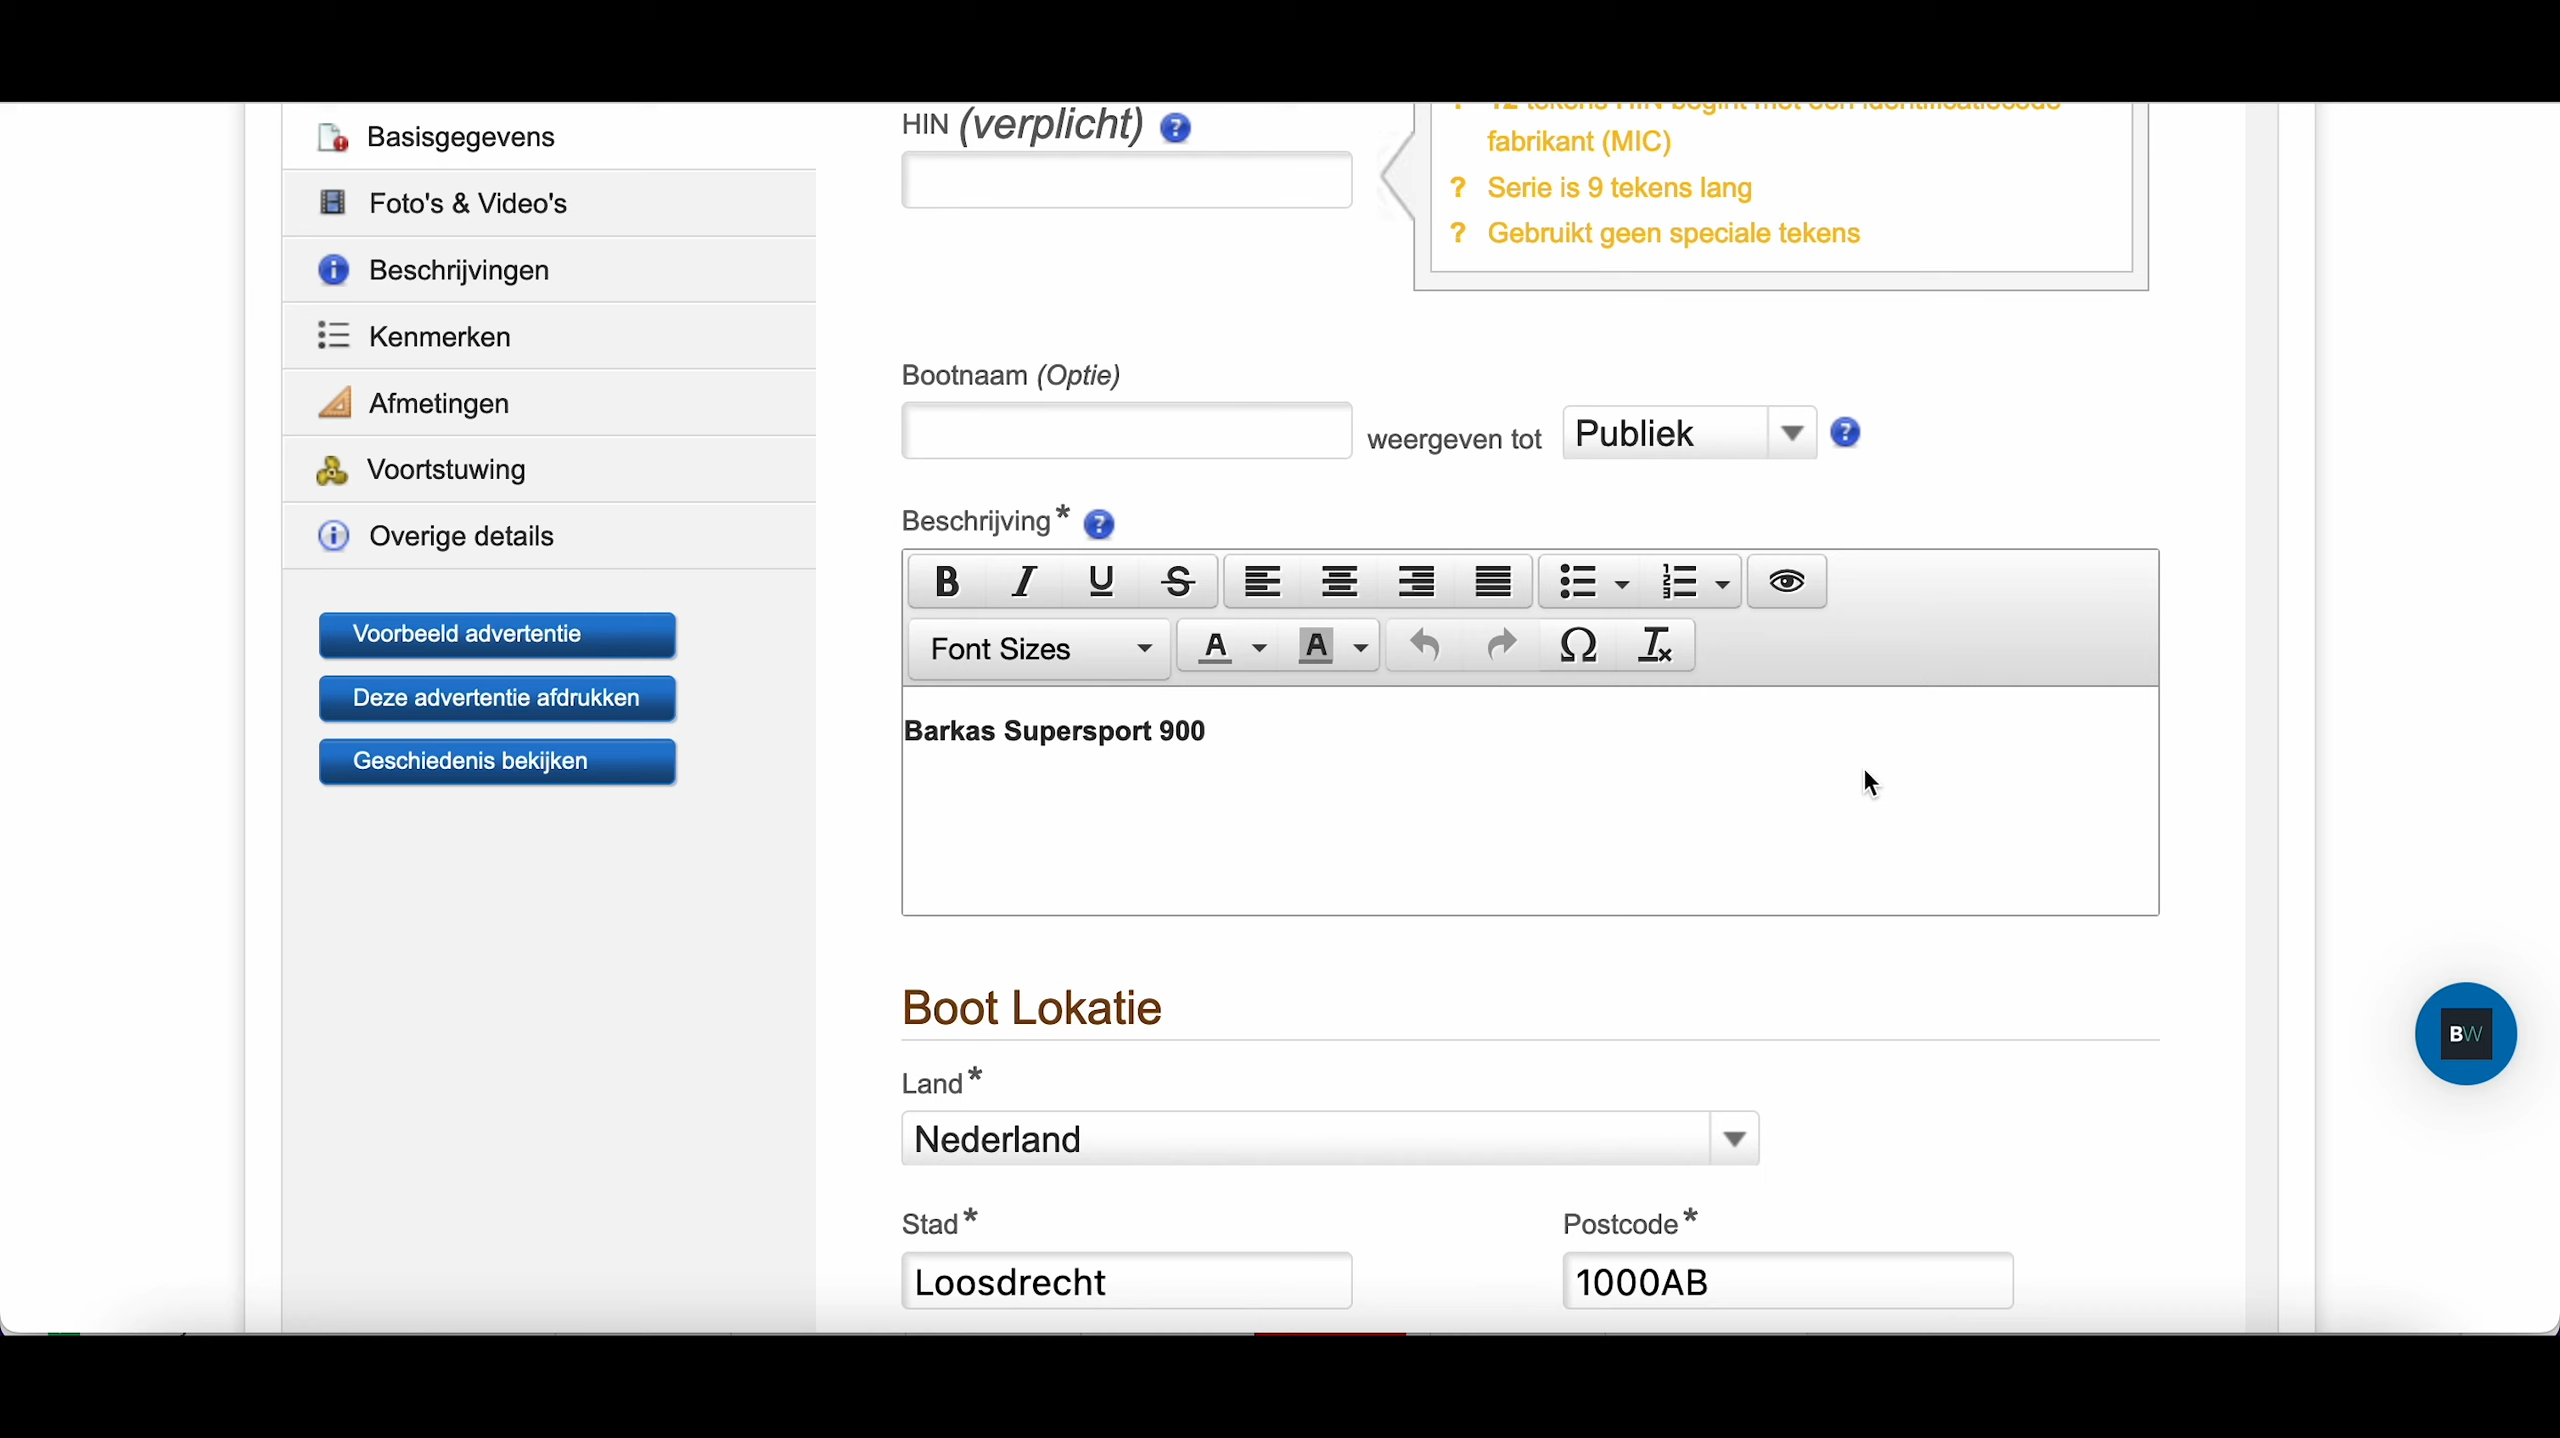 Basisgegevens
Foto's & Video's
Beschrijvingen
Kenmerken
Afmetingen
Voortstuwing
Overige details
Voorbeeld advertentie
Deze advertentie afdrukken
Geschiedenis bekijken
HIN (verplicht) ?
fabrikant (MIC)
? Serie is 9 tekens lang
? Gebruikt geen speciale tekens
Bootnaam (Optie)
weergeven tot Publiek ?
Beschrijving* ?
B I U S
Font Sizes A A Ω Tx
Barkas Supersport 900
Boot Lokatie
Land*
Nederland
Stad* Postcode*
Loosdrecht 1000AB
BW